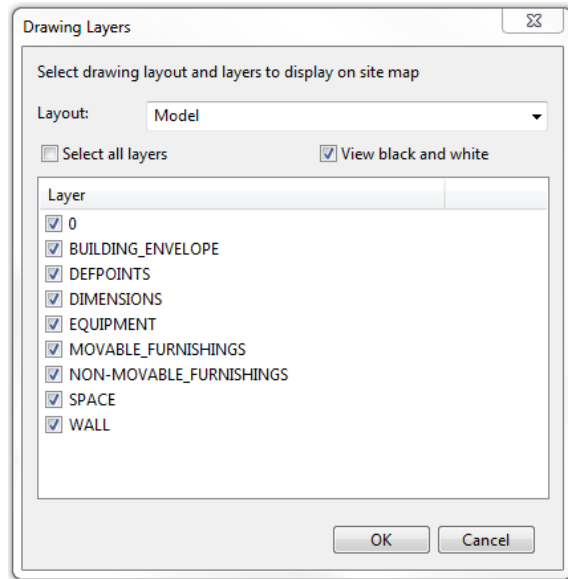 Drawing Layers
Select drawing layout and layers to display on site map
Layout: Model
Select all layers View black and white
Layer
0
BUILDING_ENVELOPE
DEFPOINTS
DIMENSIONS
EQUIPMENT
MOVABLE_FURNISHINGS
NON-MOVABLE_FURNISHINGS
SPACE
WALL
OK Cancel